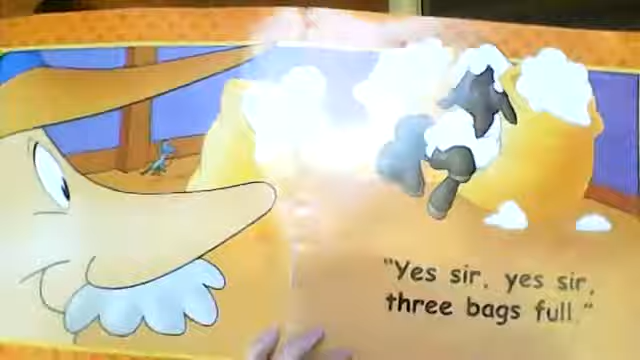 "Yes sir, yes sir,
three bags full."